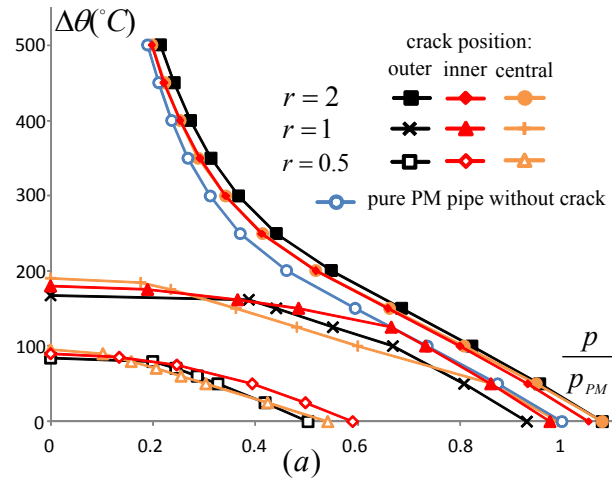 Δθ(°C)
500
400
300
200
100
0
crack position:
outer inner central
r = 2
r = 1
r = 0.5
pure PM pipe without crack
p
p_PM
0 0.2 0.4 0.6 0.8 1
(a)